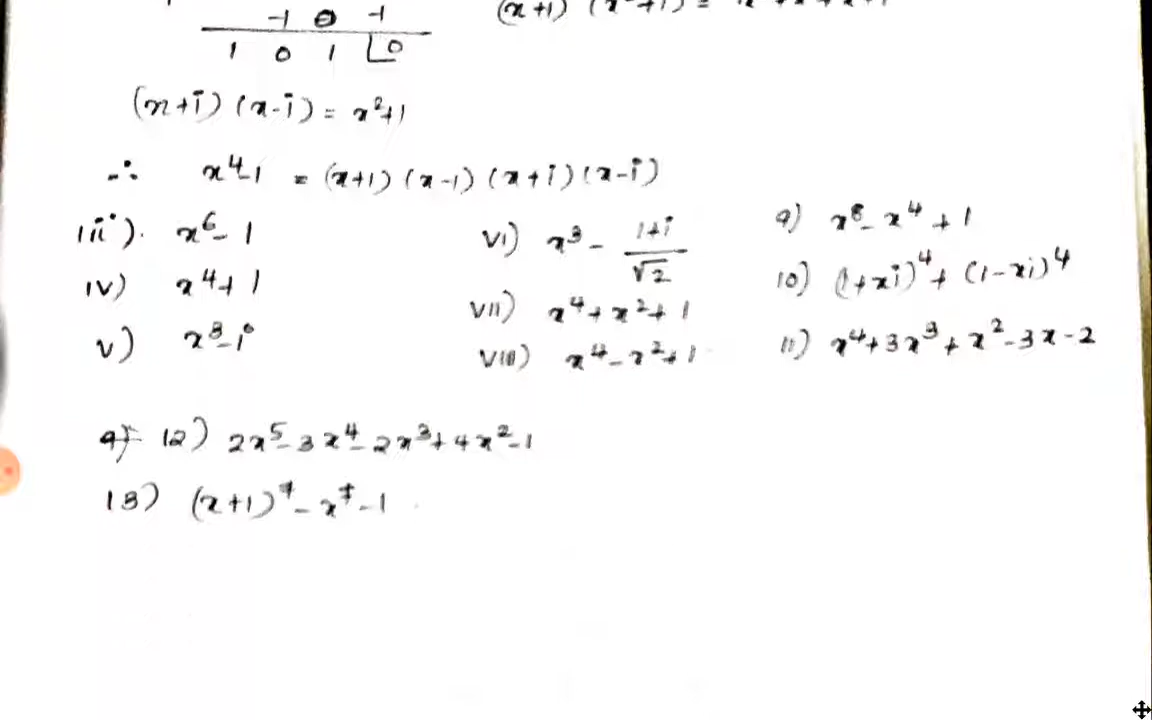 -1 0 -1
1 0 1 0
(x+i) (x-i) = x²+1
∴ x⁴-1 = (x+1) (x-1) (x+i) (x-i)
iii). x⁶-1
iv) x⁴+1
v) x³-i
vi) x³ - (1+i)/√2
vii) x⁴+x²+1
viii) x⁴-x²+1
9) x⁸-x⁴+1
10) (1+xi)⁴+(1-xi)⁴
11) x⁴+3x³+x²-3x-2
12) 2x⁵-3x⁴-2x³+4x²-1
13) (x+1)⁷-x⁷-1